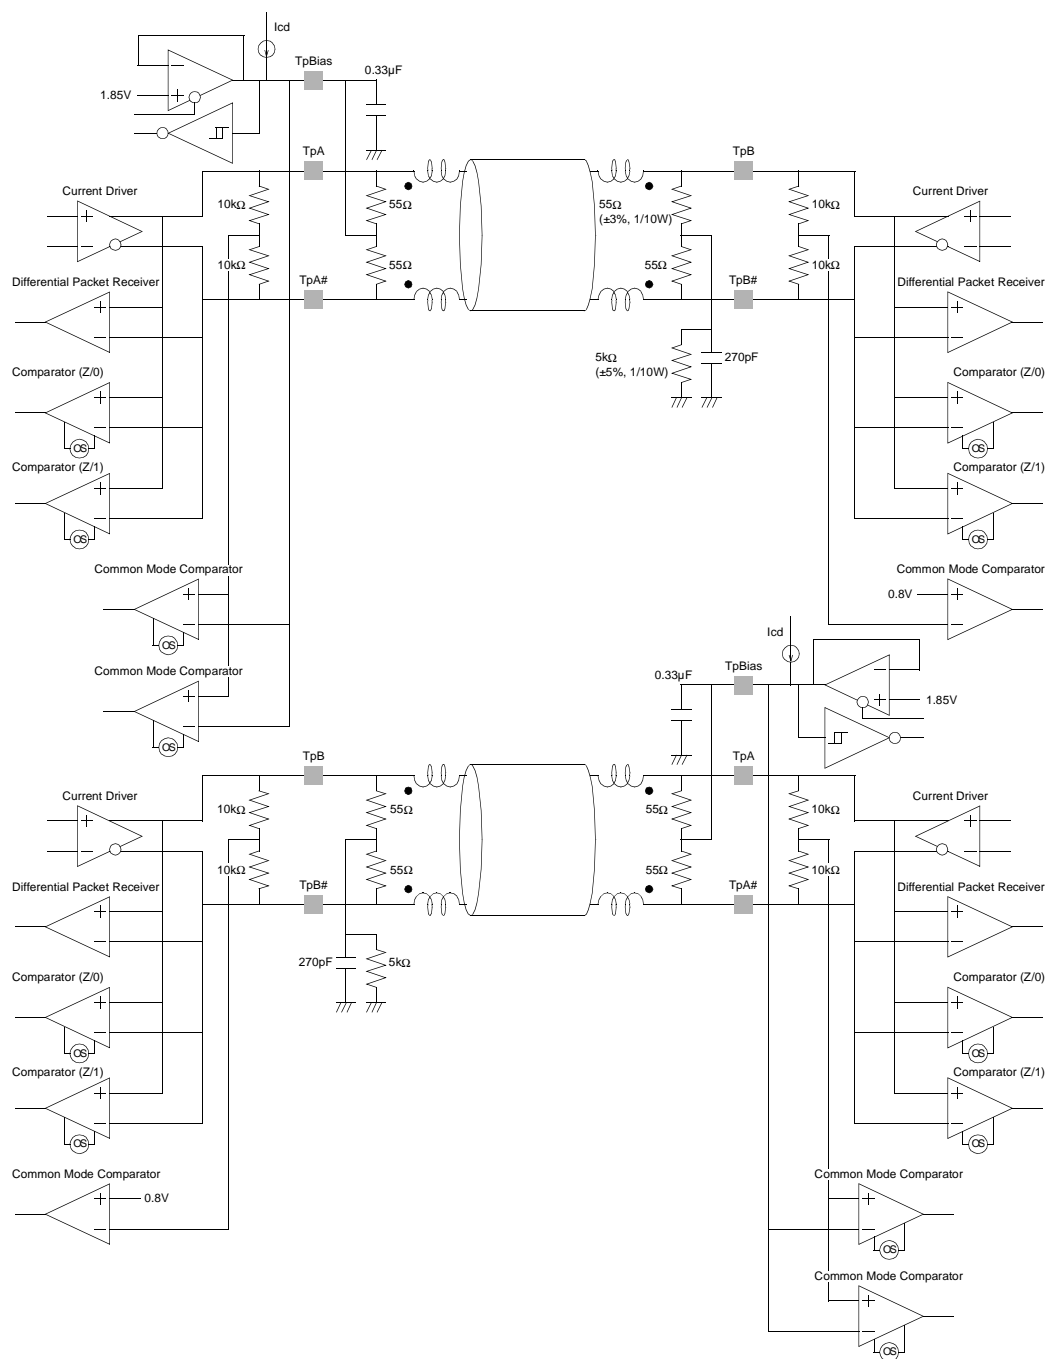 Icd
TpBias
0.33µF
1.85V
TpA
TpB
Current Driver
10kΩ
55Ω
55Ω
(±3%, 1/10W)
10kΩ
Current Driver
10kΩ
55Ω
55Ω
10kΩ
Differential Packet Receiver
TpA#
TpB#
Differential Packet Receiver
5kΩ
(±5%, 1/10W)
270pF
Comparator (Z/0)
Comparator (Z/0)
OS
OS
Comparator (Z/1)
Comparator (Z/1)
OS
OS
Common Mode Comparator
Common Mode Comparator
0.8V
OS
Icd
Common Mode Comparator
0.33µF
TpBias
1.85V
OS
TpB
TpA
Current Driver
10kΩ
55Ω
55Ω
10kΩ
Current Driver
10kΩ
55Ω
55Ω
10kΩ
Differential Packet Receiver
TpB#
TpA#
Differential Packet Receiver
270pF
5kΩ
Comparator (Z/0)
Comparator (Z/0)
OS
OS
Comparator (Z/1)
Comparator (Z/1)
OS
OS
Common Mode Comparator
Common Mode Comparator
0.8V
OS
Common Mode Comparator
OS